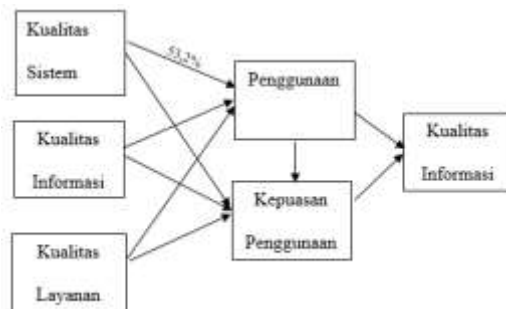 Kualitas
Sistem
53,2%
Penggunaan
Kualitas
Informasi
Kualitas
Informasi
Kepuasan
Penggunaan
Kualitas
Layanan